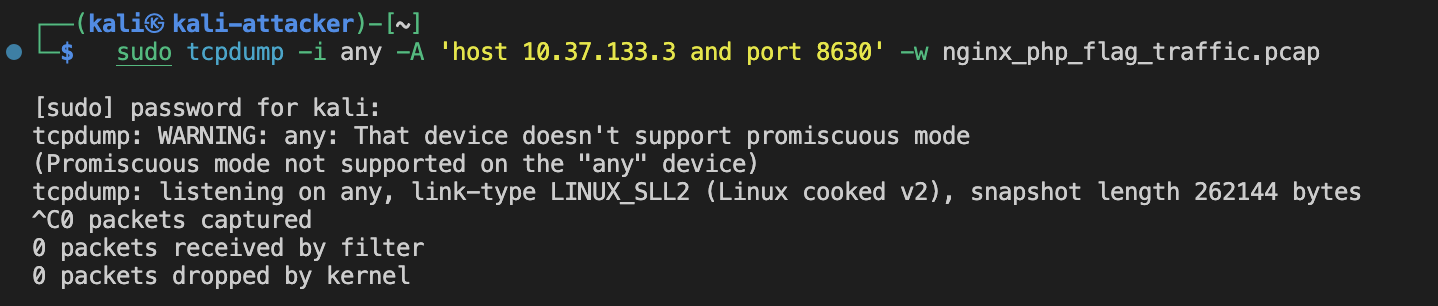 ┌──(kali㉿kali-attacker)-[~]
└─$ sudo tcpdump -i any -A 'host 10.37.133.3 and port 8630' -w nginx_php_flag_traffic.pcap
[sudo] password for kali:
tcpdump: WARNING: any: That device doesn't support promiscuous mode
(Promiscuous mode not supported on the "any" device)
tcpdump: listening on any, link-type LINUX_SLL2 (Linux cooked v2), snapshot length 262144 bytes
^C0 packets captured
0 packets received by filter
0 packets dropped by kernel